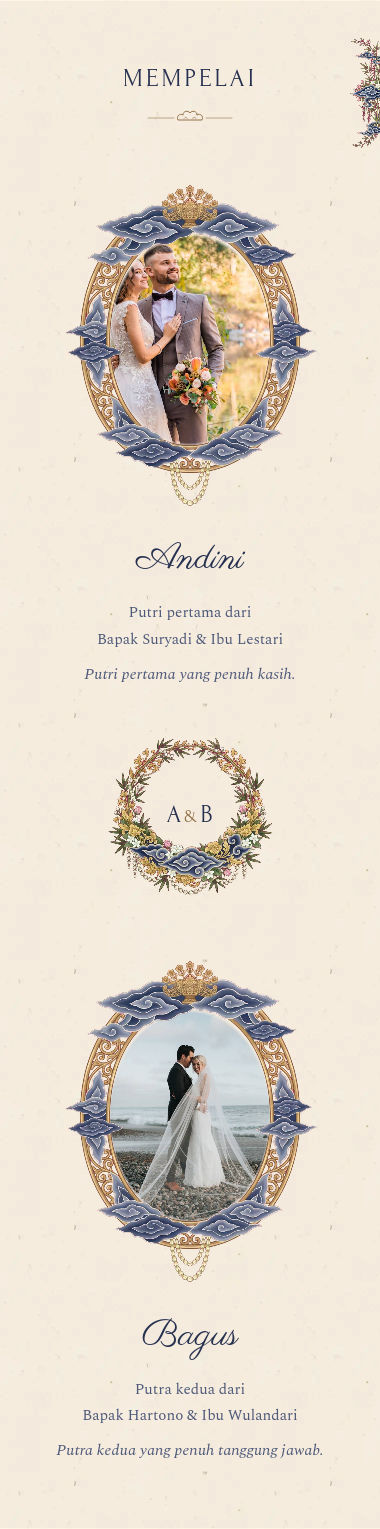 MEMPELAI
Andini
Putri pertama dari
Bapak Suryadi & Ibu Lestari
Putri pertama yang penuh kasih.
A & B
Bagus
Putra kedua dari
Bapak Hartono & Ibu Wulandari
Putra kedua yang penuh tanggung jawab.